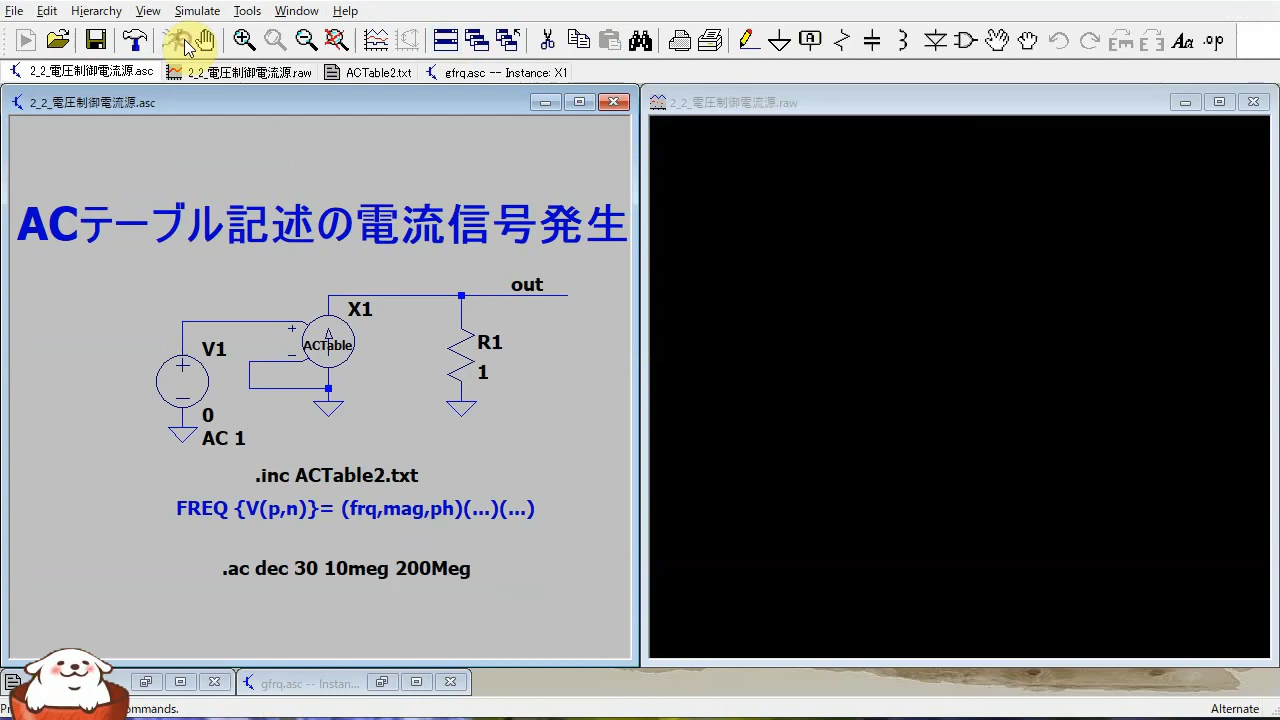 File Edit Hierarchy View Simulate Tools Window Help
Aa .op
2_2_電圧制御電流源.asc 2_2_電圧制御電流源.raw ACTable2.txt gfrq.asc -- Instance: X1
2_2_電圧制御電流源.asc
2_2_電圧制御電流源.raw
ACテーブル記述の電流信号発生
out
X1
ACTable
R1
V1
1
0
AC 1
.inc ACTable2.txt
FREQ {V(p,n)}= (frq,mag,ph)(...)(...)
.ac dec 30 10meg 200Meg
gfrq.asc -- Instan...
Alternate